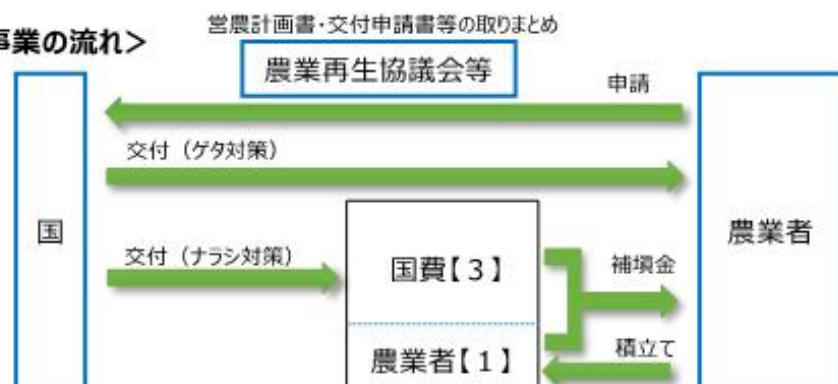 事業の流れ>
営農計画書・交付申請書等の取りまとめ
農業再生協議会等
申請
交付（ゲタ対策）
国
農業者
交付（ナラシ対策）
国費【３】
補填金
農業者【１】
積立て